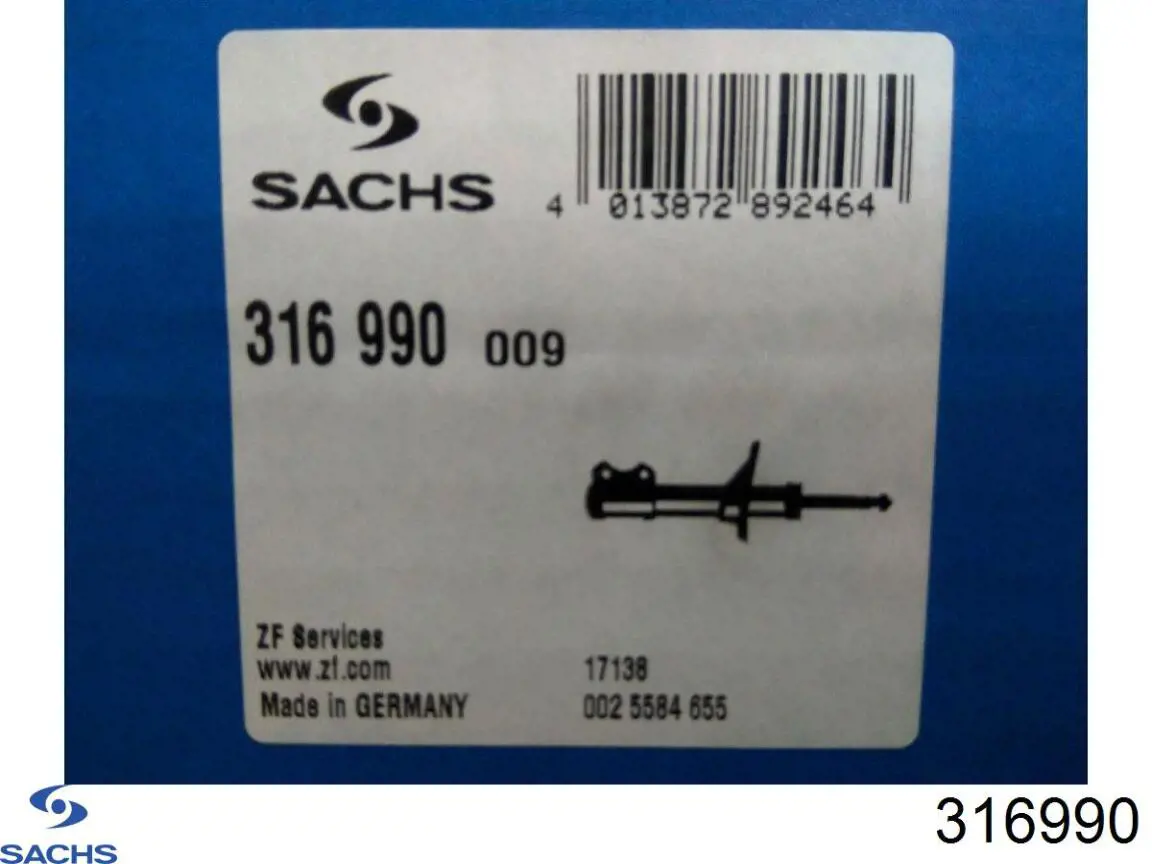 SACHS
4 013872 892464
316 990 009
ZF Services
www.zf.com
Made in GERMANY
17138
002 5584 655
SACHS
316990